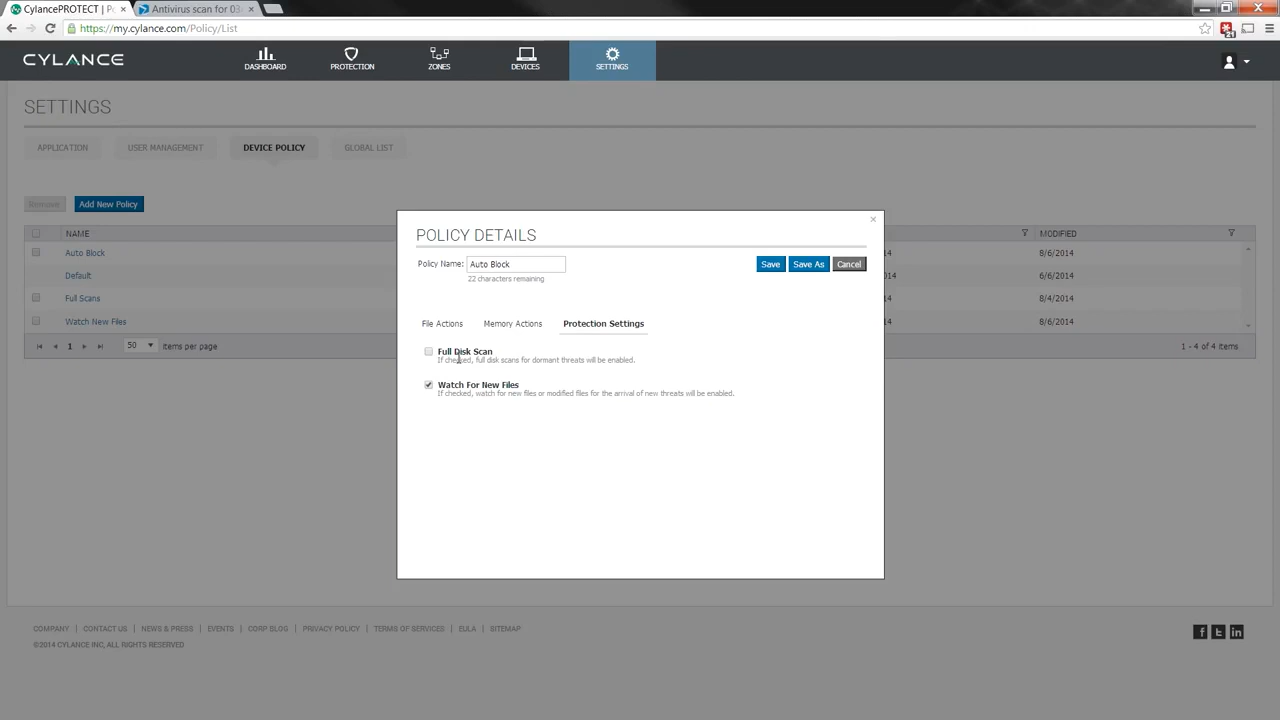 CylancePROTECT | P
Antivirus scan for 03
https://my.cylance.com/Policy/List
21
CYLANCE
DASHBOARD
PROTECTION
ZONES
DEVICES
SETTINGS
SETTINGS
APPLICATION
USER MANAGEMENT
DEVICE POLICY
GLOBAL LIST
Remove
Add New Policy
NAME
MODIFIED
Auto Block
14
8/6/2014
Default
14
6/6/2014
Full Scans
14
8/4/2014
Watch New Files
14
8/6/2014
1
50
items per page
1 - 4 of 4 items
POLICY DETAILS
Policy Name:
Auto Block
Save
Save As
Cancel
22 characters remaining
File Actions
Memory Actions
Protection Settings
Full Disk Scan
If checked, full disk scans for dormant threats will be enabled.
Watch For New Files
If checked, watch for new files or modified files for the arrival of new threats will be enabled.
COMPANY | CONTACT US | NEWS & PRESS | EVENTS | CORP BLOG | PRIVACY POLICY | TERMS OF SERVICES | EULA | SITEMAP
©2014 CYLANCE INC, ALL RIGHTS RESERVED